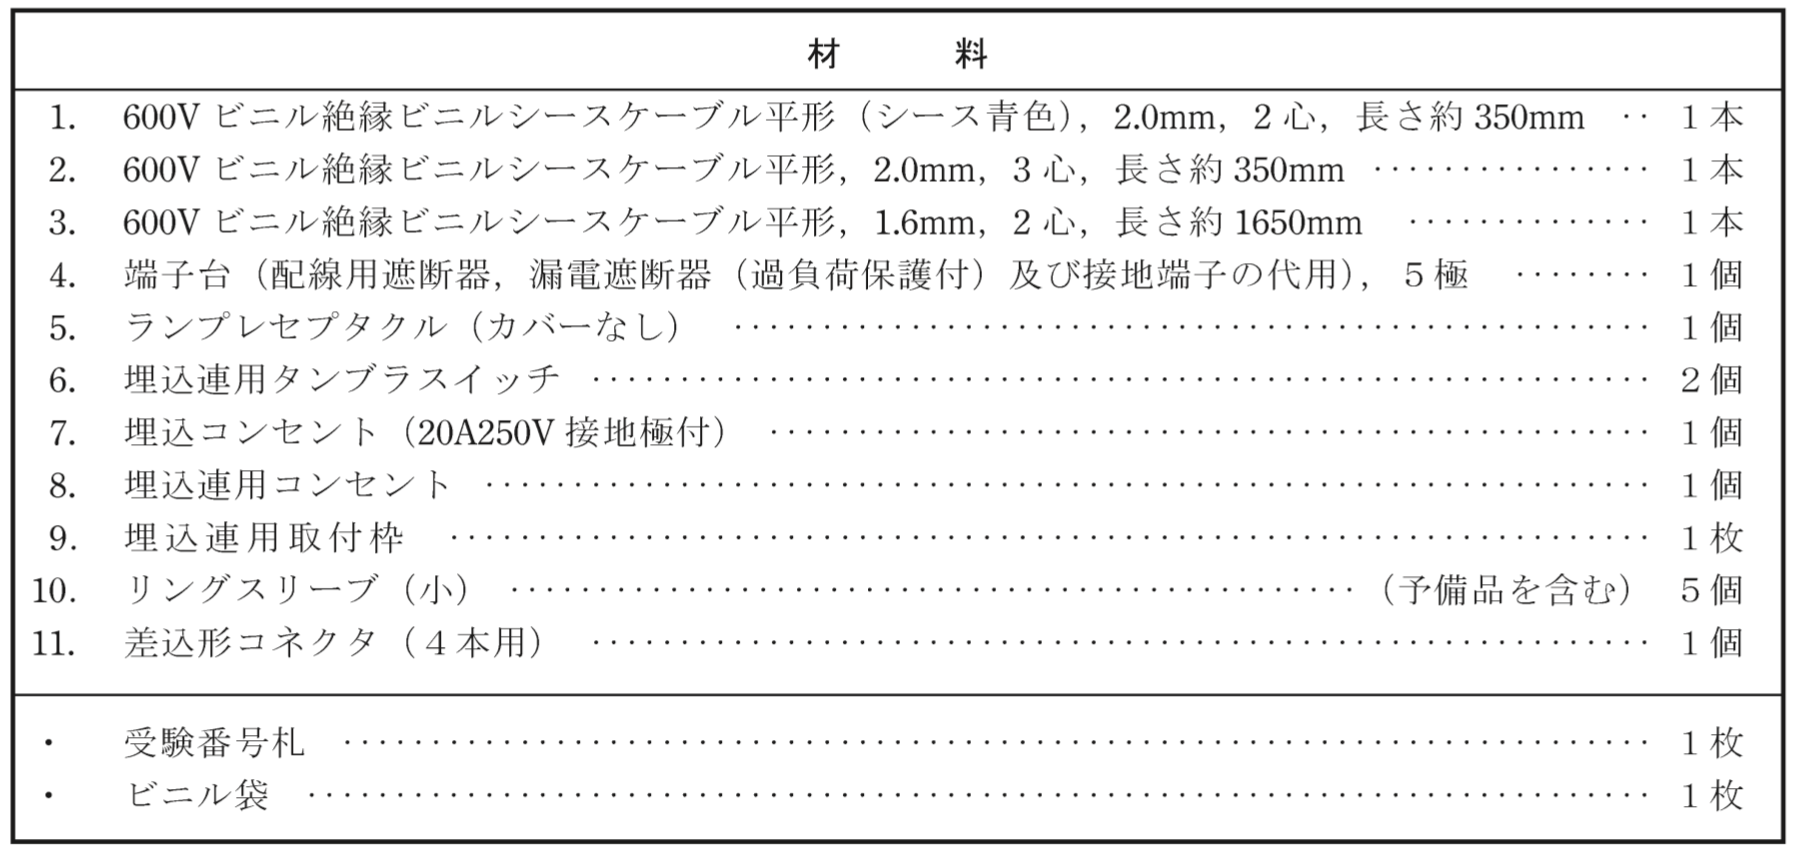 材　　料
1. 600V ビニル絶縁ビニルシースケーブル平形（シース青色），2.0mm，2心，長さ約 350mm ‥ 1本
2. 600V ビニル絶縁ビニルシースケーブル平形，2.0mm，3心，長さ約 350mm ……………… 1本
3. 600V ビニル絶縁ビニルシースケーブル平形，1.6mm，2心，長さ約 1650mm …………… 1本
4. 端子台（配線用遮断器，漏電遮断器（過負荷保護付）及び接地端子の代用），5極 ……… 1個
5. ランプレセプタクル（カバーなし） ……………… 1個
6. 埋込連用タンブラスイッチ ……………… 2個
7. 埋込コンセント（20A250V 接地極付） ……………… 1個
8. 埋込連用コンセント ……………… 1個
9. 埋込連用取付枠 ……………… 1枚
10. リングスリーブ（小） ……………… （予備品を含む） 5個
11. 差込形コネクタ（4本用） ……………… 1個
・ 受験番号札 ……………… 1枚
・ ビニル袋 ……………… 1枚